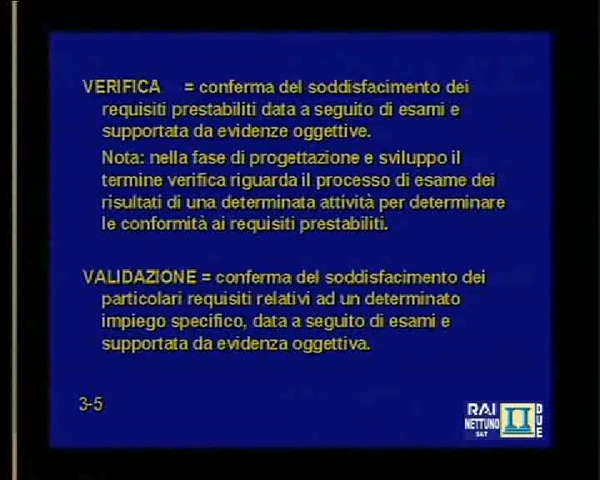 VERIFICA = conferma del soddisfacimento dei
requisiti prestabiliti data a seguito di esami e
supportata da evidenze oggettive.
Nota: nella fase di progettazione e sviluppo il
termine verifica riguarda il processo di esame dei
risultati di una determinata attività per determinare
le conformità ai requisiti prestabiliti.
VALIDAZIONE = conferma del soddisfacimento dei
particolari requisiti relativi ad un determinato
impiego specifico, data a seguito di esami e
supportata da evidenza oggettiva.
3-5
RAI
NETTUNO
SAT
DUE